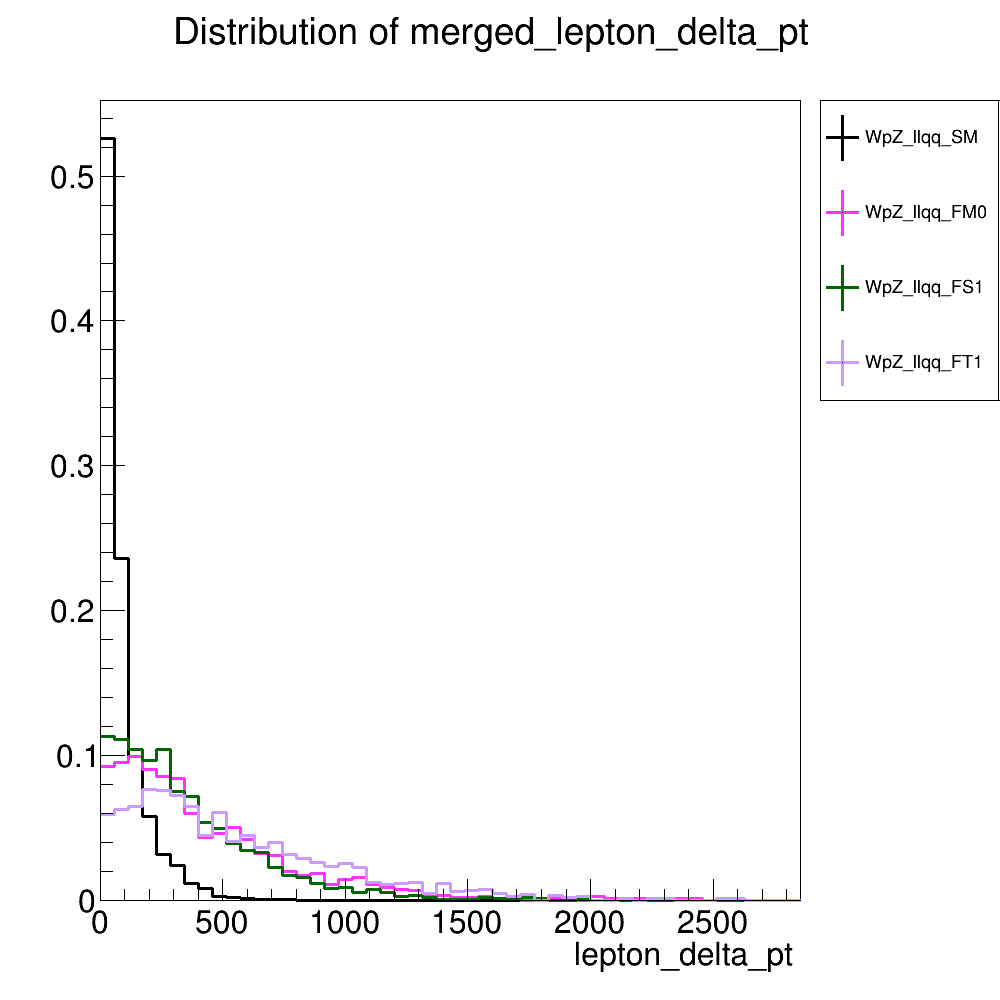 Distribution of merged_lepton_delta_pt
0.5
0.4
0.3
0.2
0.1
0
0 500 1000 1500 2000 2500
lepton_delta_pt
WpZ_llqq_SM
WpZ_llqq_FM0
WpZ_llqq_FS1
WpZ_llqq_FT1